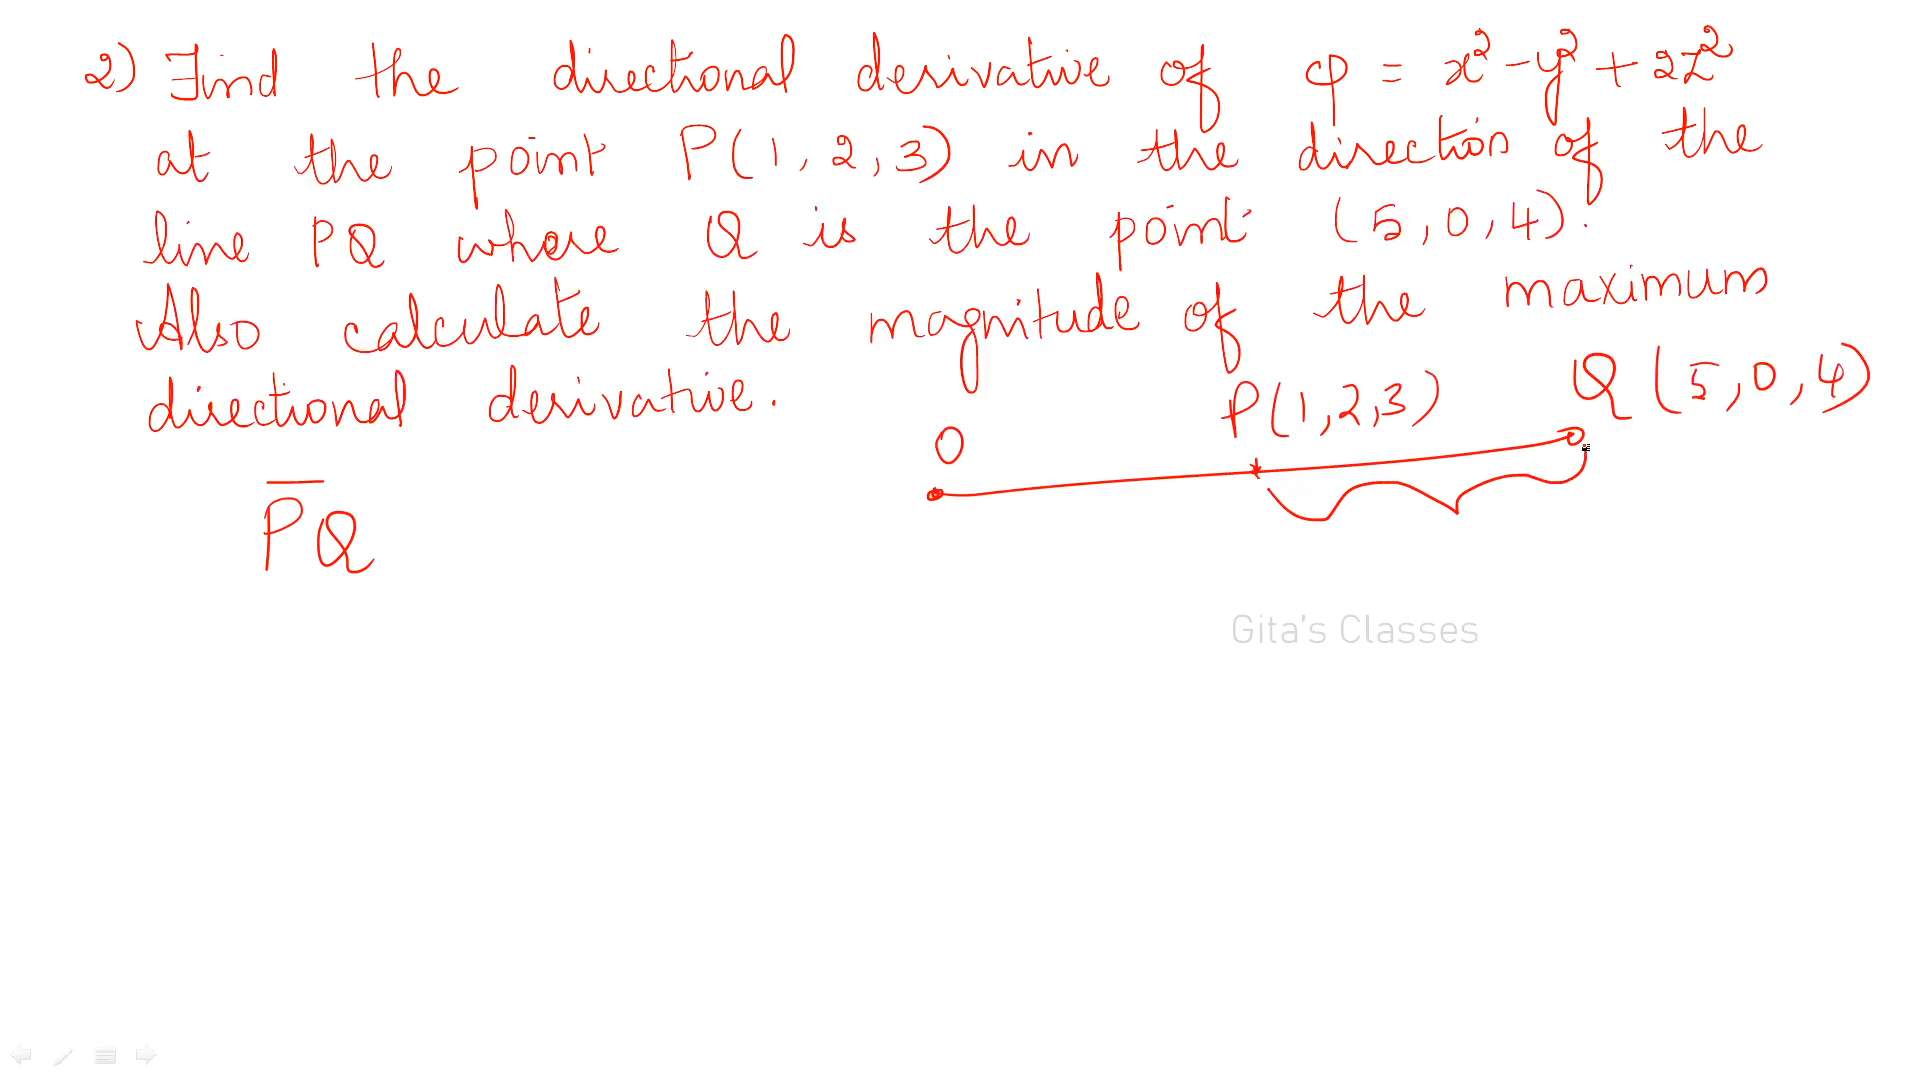 2) Find the directional derivative of φ = x² - y² + 2z²
at the point P(1, 2, 3) in the direction of the
line PQ where Q is the point (5, 0, 4).
Also calculate the magnitude of the maximum
directional derivative.
P(1,2,3)
Q (5, 0, 4)
O
P̅Q
Gita's Classes